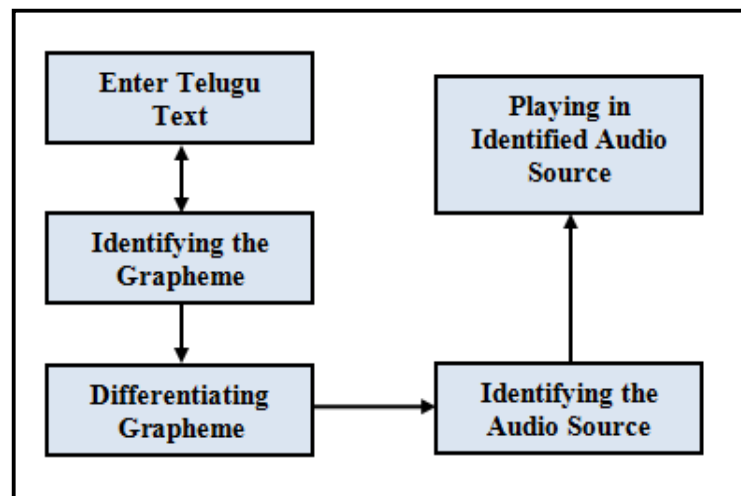 Enter Telugu
Text
Identifying the
Grapheme
Differentiating
Grapheme
Identifying the
Audio Source
Playing in
Identified Audio
Source